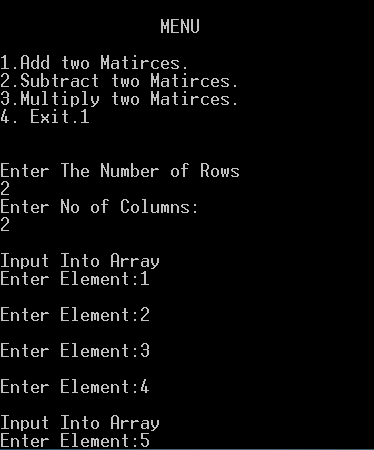 MENU
1.Add two Matirces.
2.Subtract two Matirces.
3.Multiply two Matirces.
4. Exit.1
Enter The Number of Rows
2
Enter No of Columns:
2
Input Into Array
Enter Element:1
Enter Element:2
Enter Element:3
Enter Element:4
Input Into Array
Enter Element:5